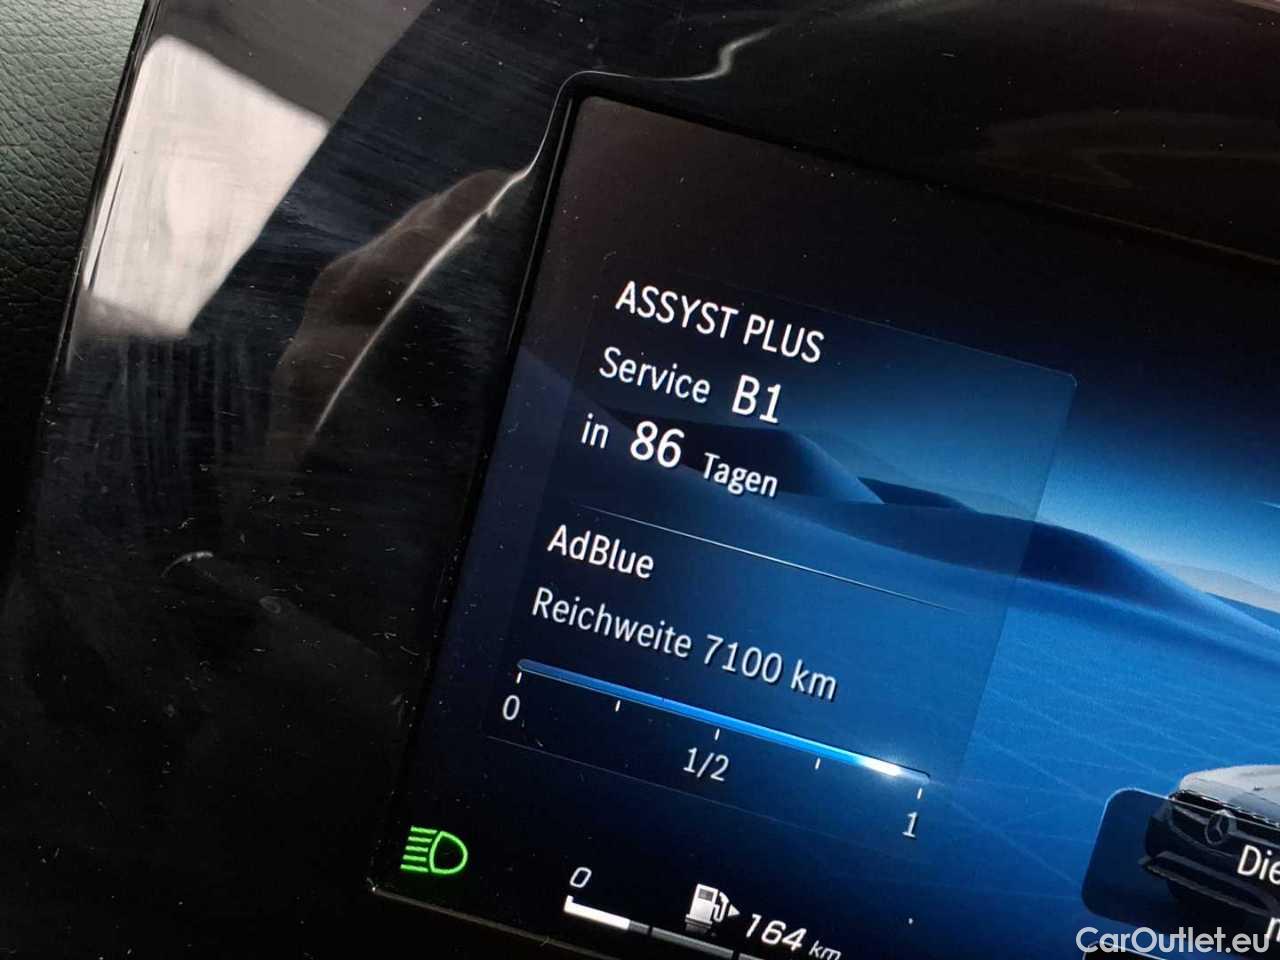 ASSYST PLUS
Service B1
in 86 Tagen
AdBlue
Reichweite 7100 km
0
1/2
1
0
164 km
Die
CarOutlet.eu